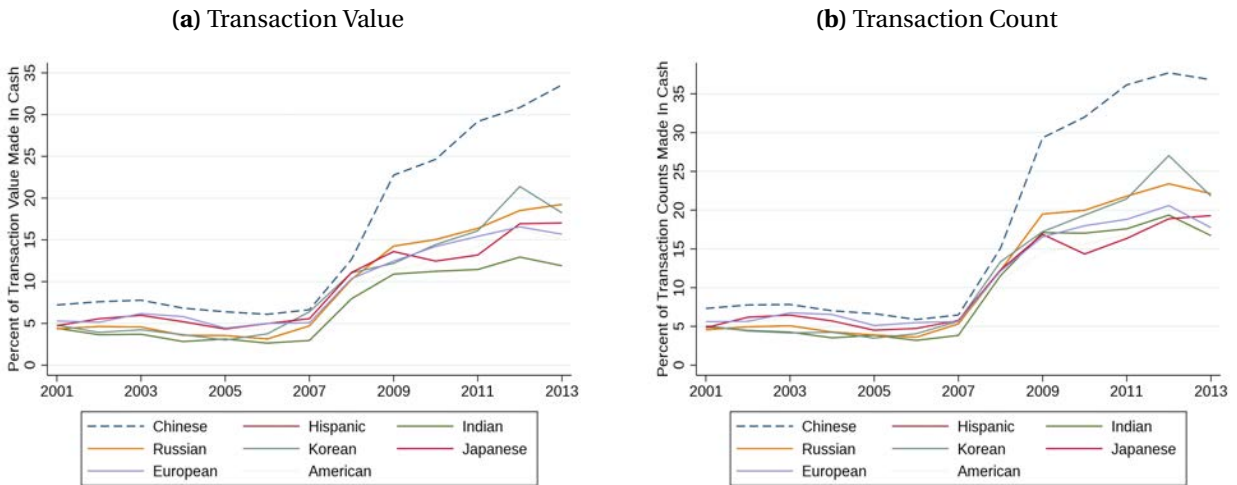 (a) Transaction Value
Percent of Transaction Value Made In Cash
35
30
25
20
15
10
5
0
2001 2003 2005 2007 2009 2011 2013
Chinese Hispanic Indian
Russian Korean Japanese
European American
(b) Transaction Count
Percent of Transaction Counts Made In Cash
35
30
25
20
15
10
5
0
2001 2003 2005 2007 2009 2011 2013
Chinese Hispanic Indian
Russian Korean Japanese
European American